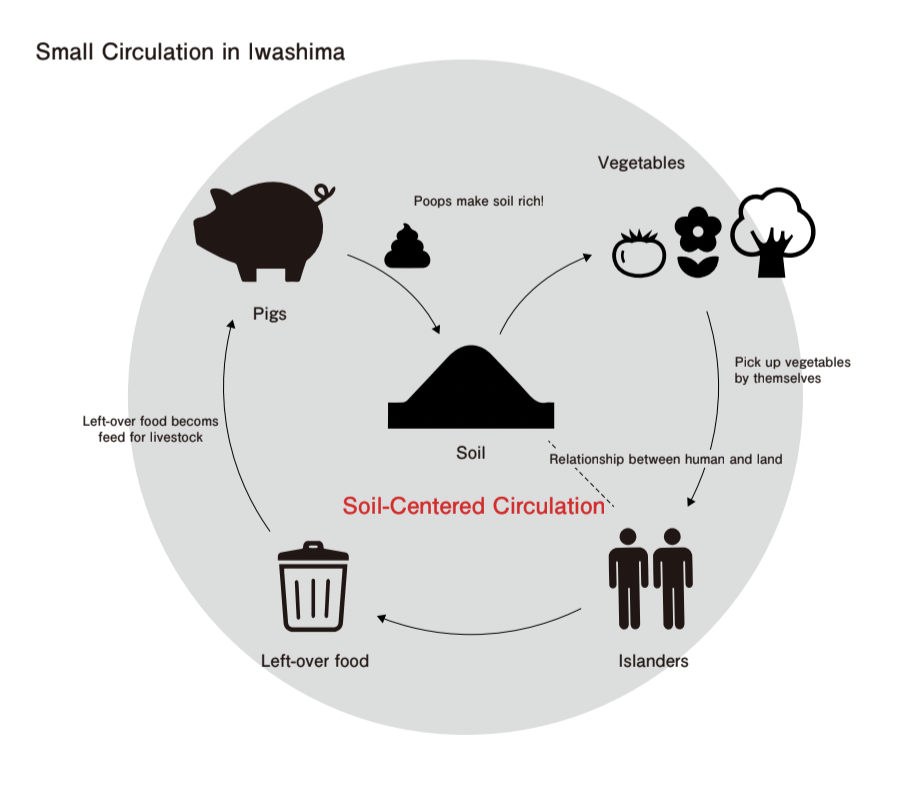 Small Circulation in Iwashima
Vegetables
Poops make soil rich!
Pigs
Pick up vegetables
by themselves
Left-over food becoms
feed for livestock
Soil
Relationship between human and land
Soil-Centered Circulation
Left-over food
Islanders